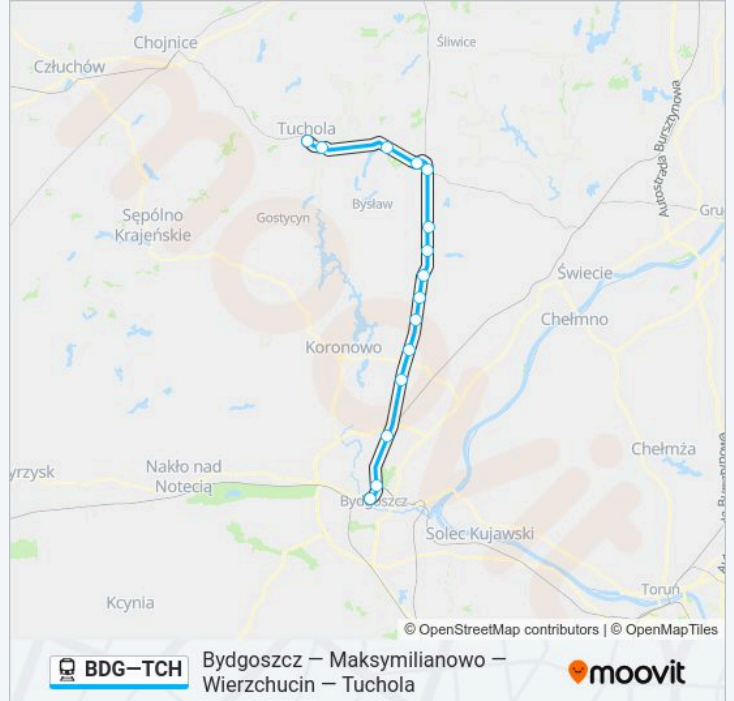 Chojnice
Śliwice
Człuchów
Autostrada Bursztynowa
Tuchola
Bysław
Sępólno
Krajeńskie
Gostycyn
Gru
Świecie
Chełmno
Koronowo
Chełmża
yrzysk
Nakło nad
Notecią
Bydgoszcz
Solec Kujawski
Toruń
Kcynia
moovit
© OpenStreetMap contributors | © OpenMapTiles
BDG—TCH
Bydgoszcz — Maksymilianowo —
Wierzchucin — Tuchola
moovit